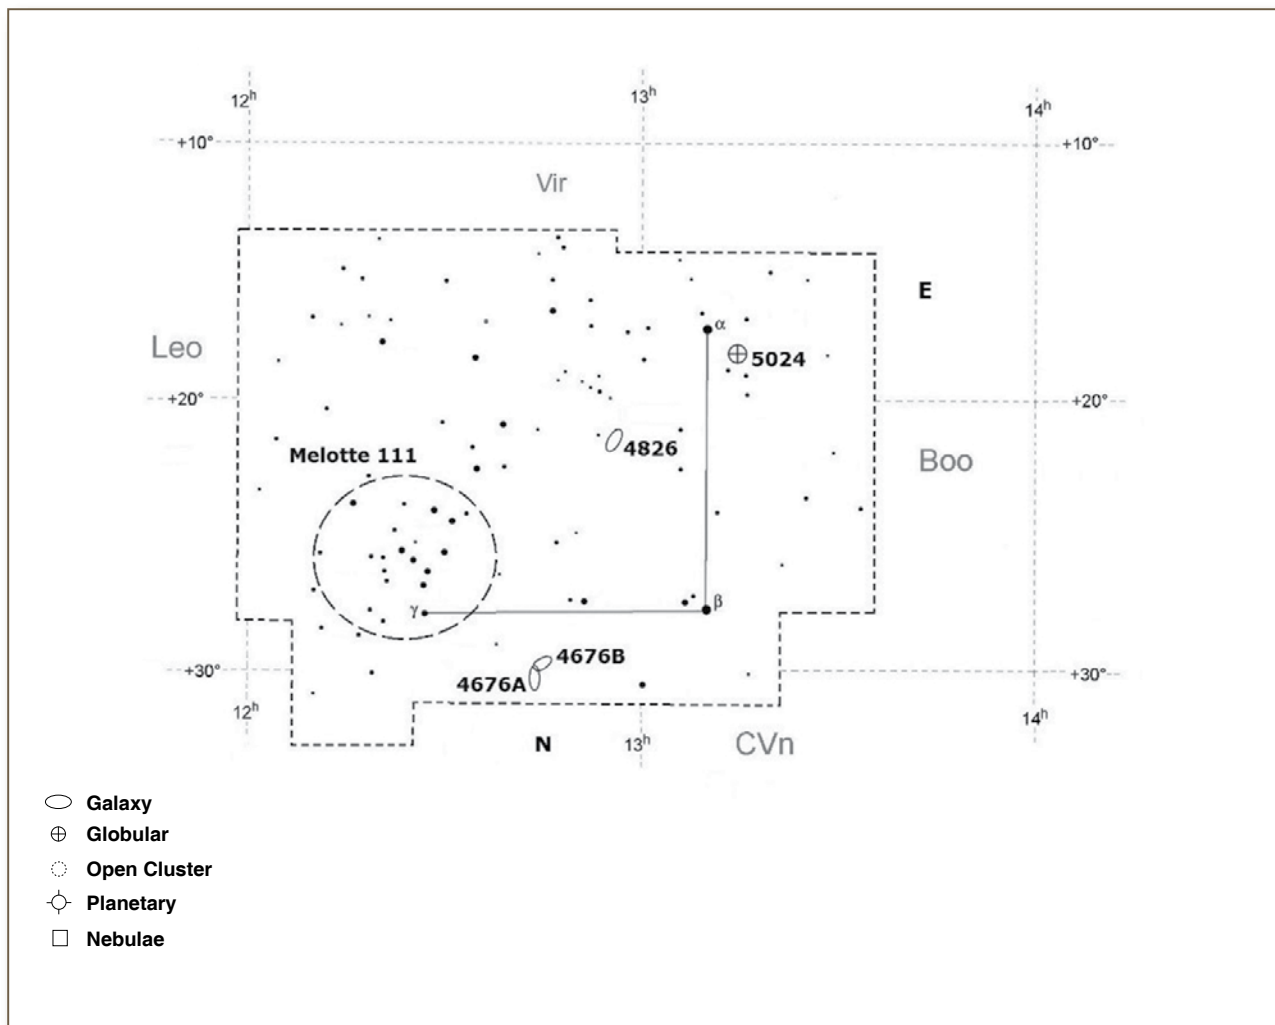 12h
13h
14h
+10°
+10°
Vir
E
Leo
α
5024
+20°
+20°
4826
Melotte 111
Boo
γ
β
4676B
+30°
4676A
+30°
12h
13h
14h
N
CVn
Galaxy
Globular
Open Cluster
Planetary
Nebulae